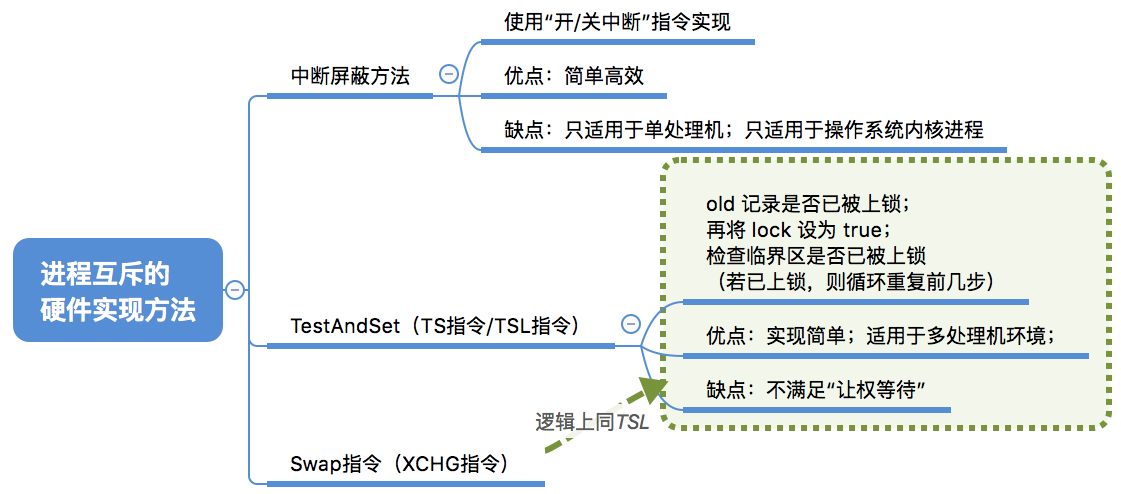 进程互斥的
硬件实现方法
中断屏蔽方法
使用“开/关中断”指令实现
优点：简单高效
缺点：只适用于单处理机；只适用于操作系统内核进程
TestAndSet（TS指令/TSL指令）
old 记录是否已被上锁；
再将 lock 设为 true；
检查临界区是否已被上锁
（若已上锁，则循环重复前几步）
优点：实现简单；适用于多处理机环境；
缺点：不满足“让权等待”
逻辑上同TSL
Swap指令（XCHG指令）